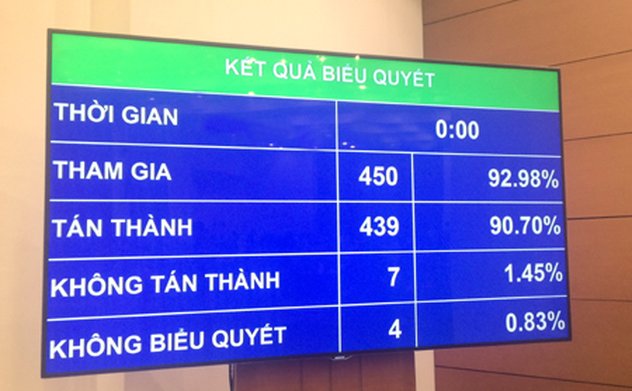 KẾT QUẢ BIỂU QUYẾT
THỜI GIAN 0:00
THAM GIA 450 92.98%
TÁN THÀNH 439 90.70%
KHÔNG TÁN THÀNH 7 1.45%
KHÔNG BIỂU QUYẾT 4 0.83%